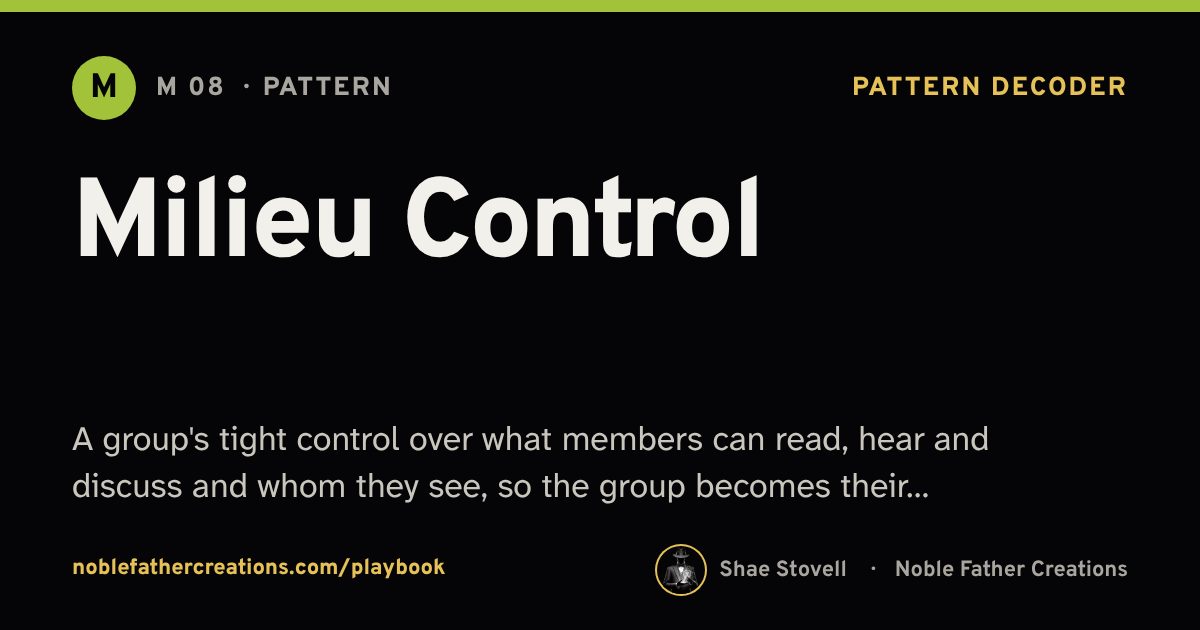 M
M 08 · PATTERN
PATTERN DECODER
Milieu Control
A group's tight control over what members can read, hear and
discuss and whom they see, so the group becomes their...
noblefathercreations.com/playbook
Shae Stovell · Noble Father Creations